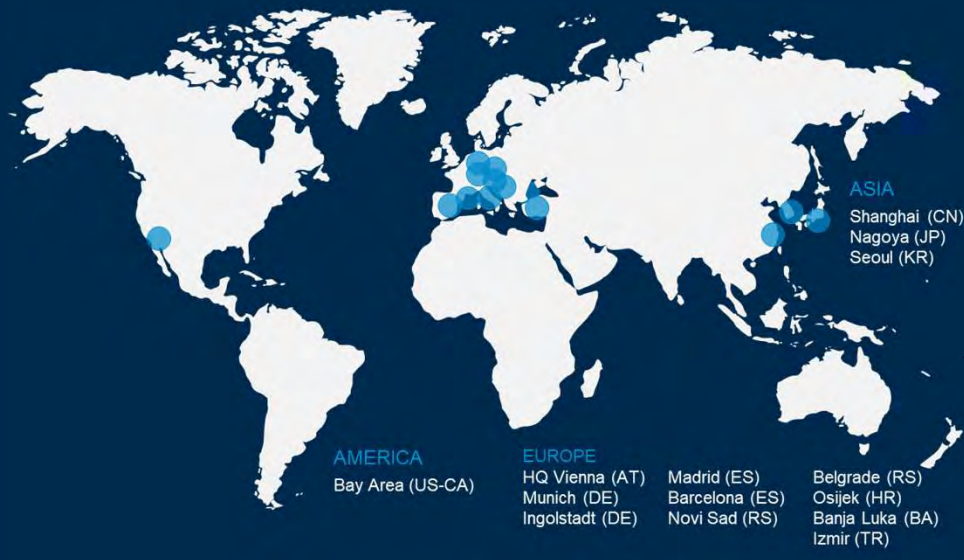 ASIA
Shanghai (CN)
Nagoya (JP)
Seoul (KR)
AMERICA
Bay Area (US-CA)
EUROPE
HQ Vienna (AT)
Munich (DE)
Ingolstadt (DE)
Madrid (ES)
Barcelona (ES)
Novi Sad (RS)
Belgrade (RS)
Osijek (HR)
Banja Luka (BA)
Izmir (TR)